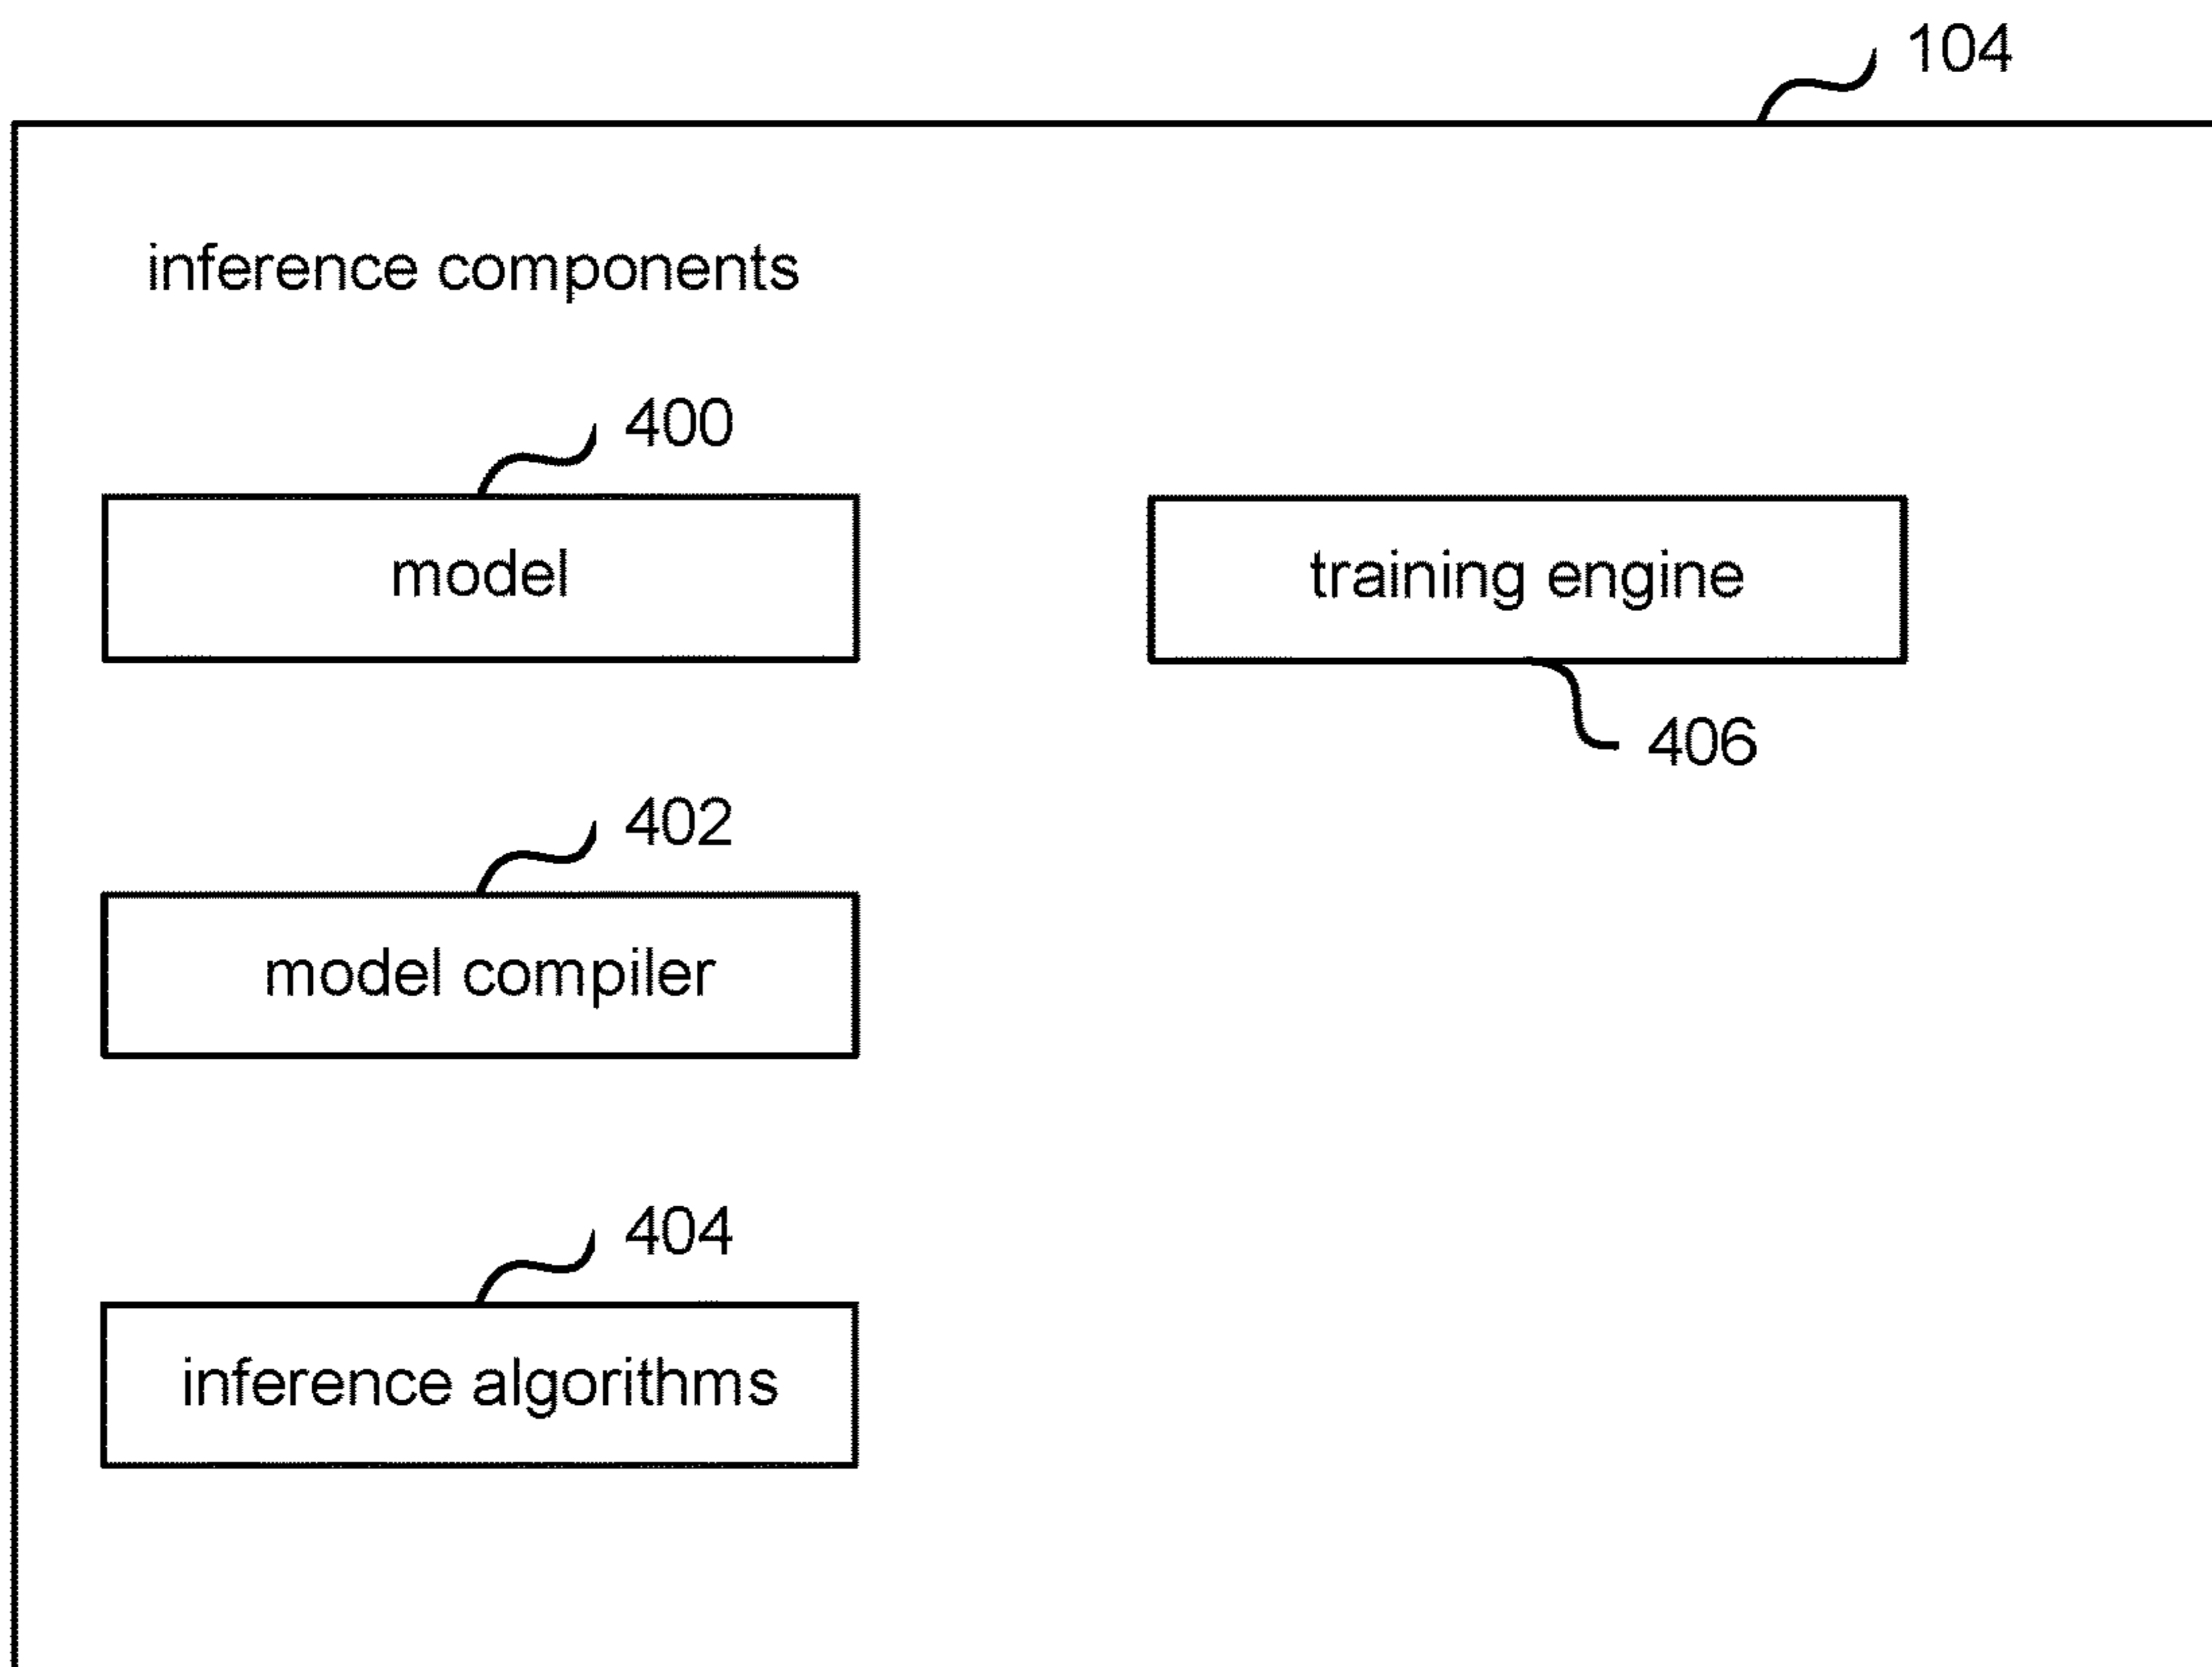 104
inference components
400
model
training engine
406
402
model compiler
404
inference algorithms